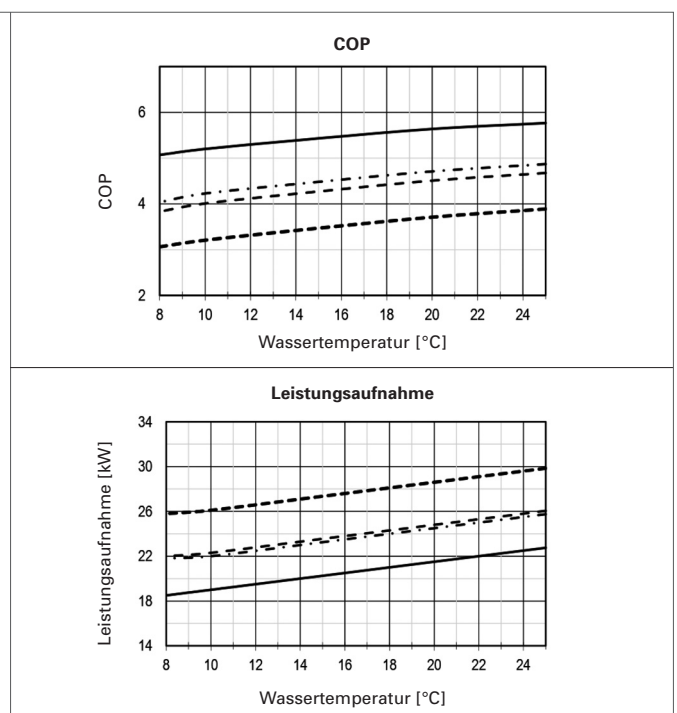 COP
6
4
2
COP
8 10 12 14 16 18 20 22 24
Wassertemperatur [°C]
Leistungsaufnahme
34
30
26
22
18
14
Leistungsaufnahme [kW]
8 10 12 14 16 18 20 22 24
Wassertemperatur [°C]